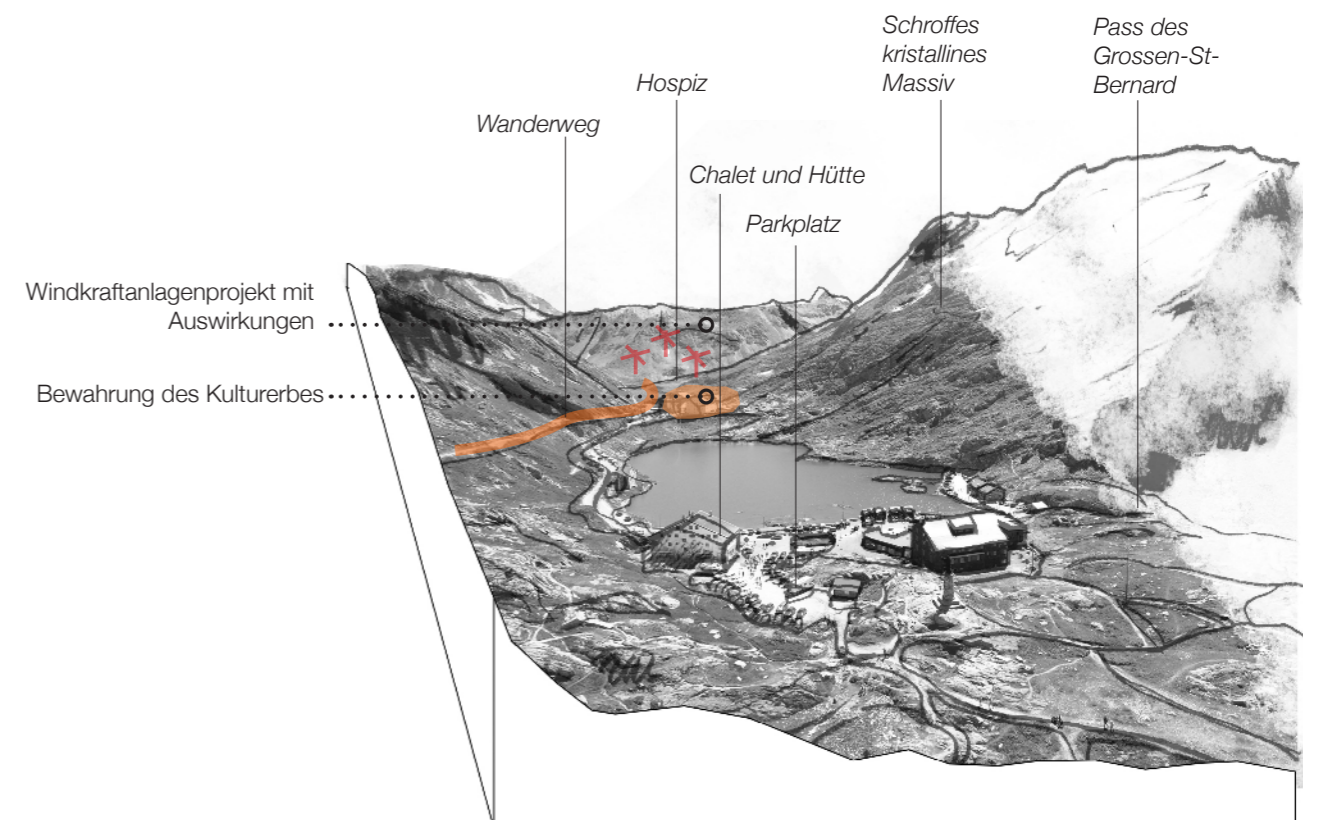 Schroffes
kristallines
Massiv
Pass des
Grossen-St-
Bernard
Hospiz
Wanderweg
Chalet und Hütte
Parkplatz
Windkraftanlagenprojekt mit
Auswirkungen
Bewahrung des Kulturerbes